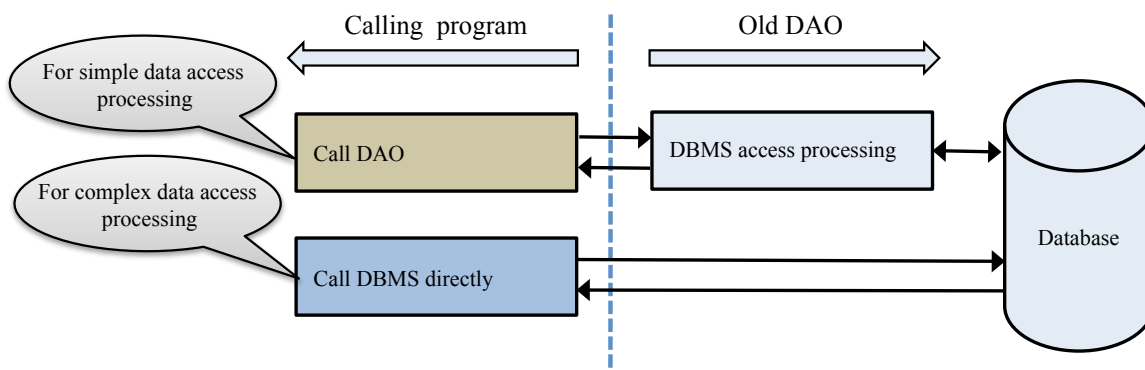 Calling program
Old DAO
For simple data access
processing
Call DAO
DBMS access processing
For complex data access
processing
Call DBMS directly
Database